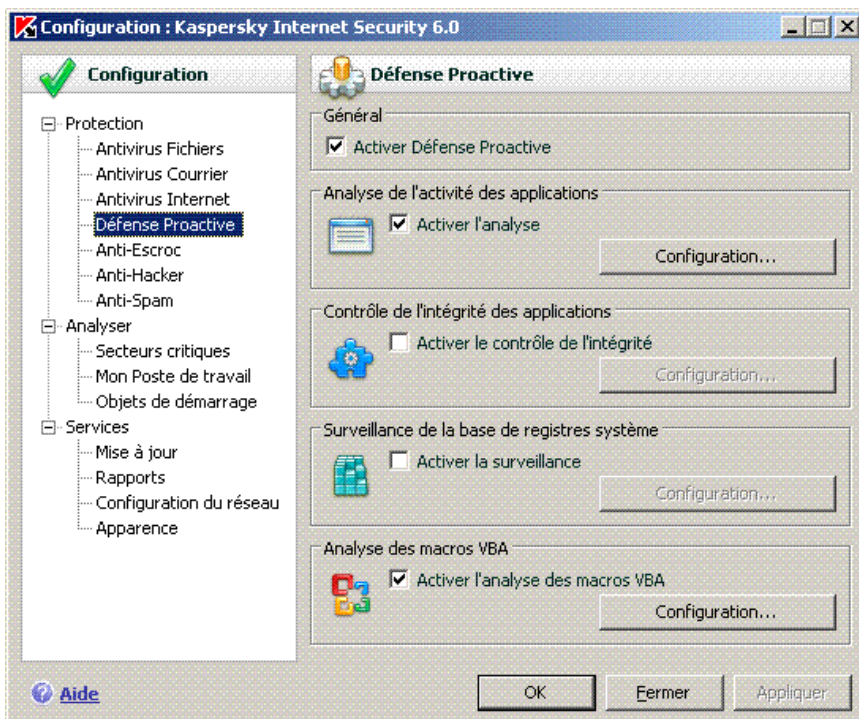 Configuration : Kaspersky Internet Security 6.0
Configuration
Protection
Antivirus Fichiers
Antivirus Courrier
Antivirus Internet
Défense Proactive
Anti-Escroc
Anti-Hacker
Anti-Spam
Analyser
Secteurs critiques
Mon Poste de travail
Objets de démarrage
Services
Mise à jour
Rapports
Configuration du réseau
Apparence
Défense Proactive
Général
Activer Défense Proactive
Analyse de l'activité des applications
Activer l'analyse
Configuration...
Contrôle de l'intégrité des applications
Activer le contrôle de l'intégrité
Configuration...
Surveillance de la base de registres système
Activer la surveillance
Configuration...
Analyse des macros VBA
Activer l'analyse des macros VBA
Configuration...
Aide
OK
Fermer
Appliquer